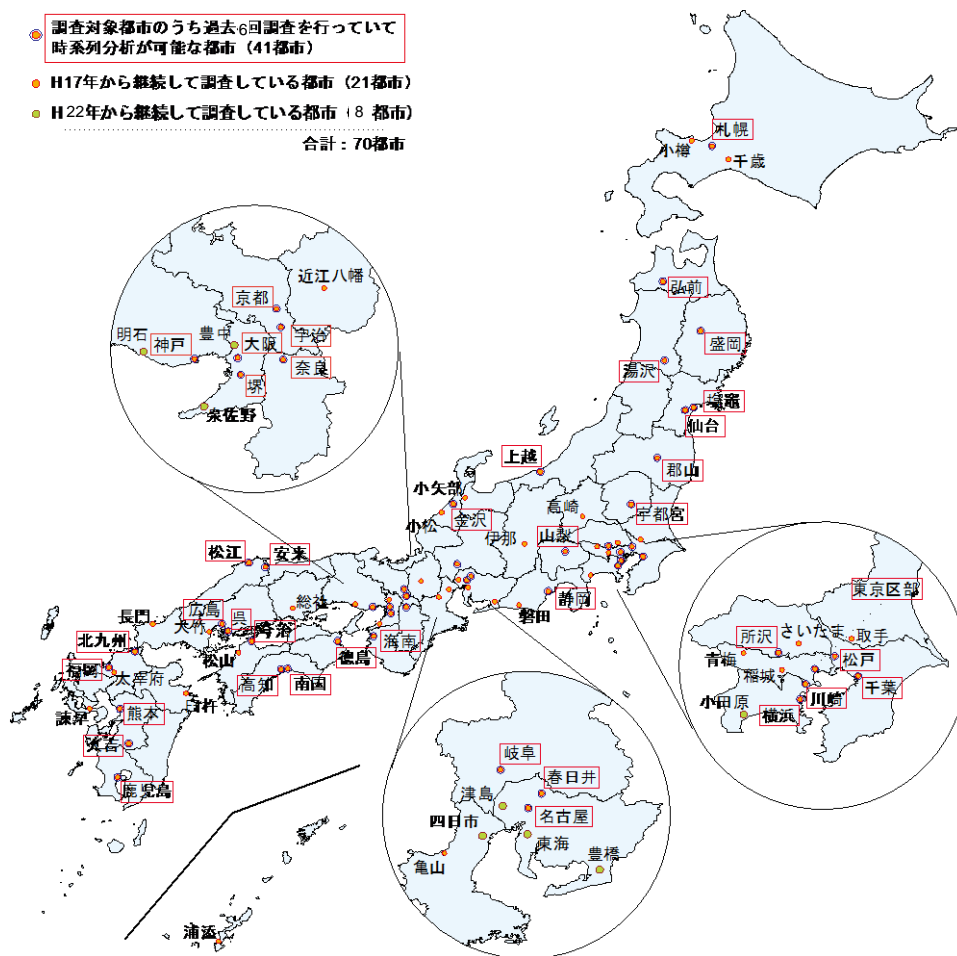 調査対象都市のうち過去6回調査を行っていて
時系列分析が可能な都市（41都市）
H17年から継続して調査している都市（21都市）
H22年から継続して調査している都市（8 都市）
合計：70都市
札幌
小樽
千歳
弘前
盛岡
湯沢
塩竈
仙台
郡山
上越
宇都宮
小矢部
金沢
小松
高崎
伊那
山梨
静岡
磐田
近江八幡
京都
宇治
明石
神戸
豊中
大阪
奈良
堺
泉佐野
松江
安来
総社
広島
呉
大竹
長門
北九州
松山
徳島
海南
高知
南国
福岡
太宰府
臼杵
諫早
熊本
人吉
鹿児島
浦添
東京区部
所沢
さいたま
取手
青梅
松戸
稲城
千葉
小田原
川崎
横浜
岐阜
春日井
津島
名古屋
四日市
東海
亀山
豊橋